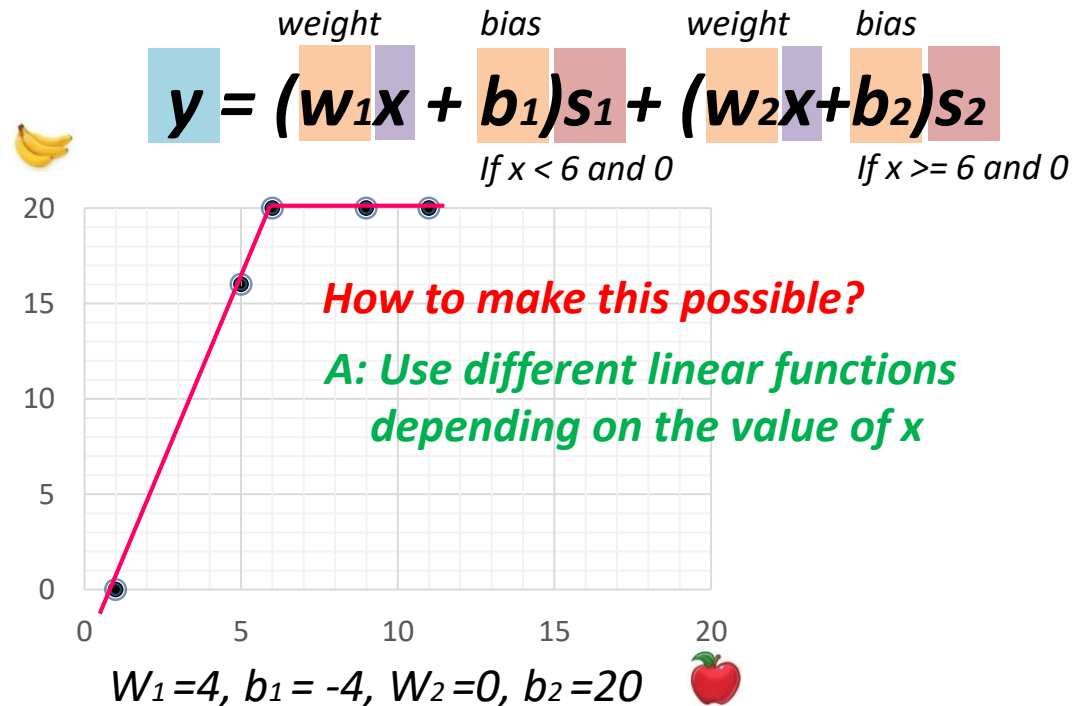 weight bias weight bias
y = (w1x + b1)s1 + (w2x+b2)s2
If x < 6 and 0 If x >= 6 and 0
20
How to make this possible?
15
A: Use different linear functions
10
depending on the value of x
5
0
0 5 10 15 20
W1 =4, b1 = -4, W2 =0, b2 =20